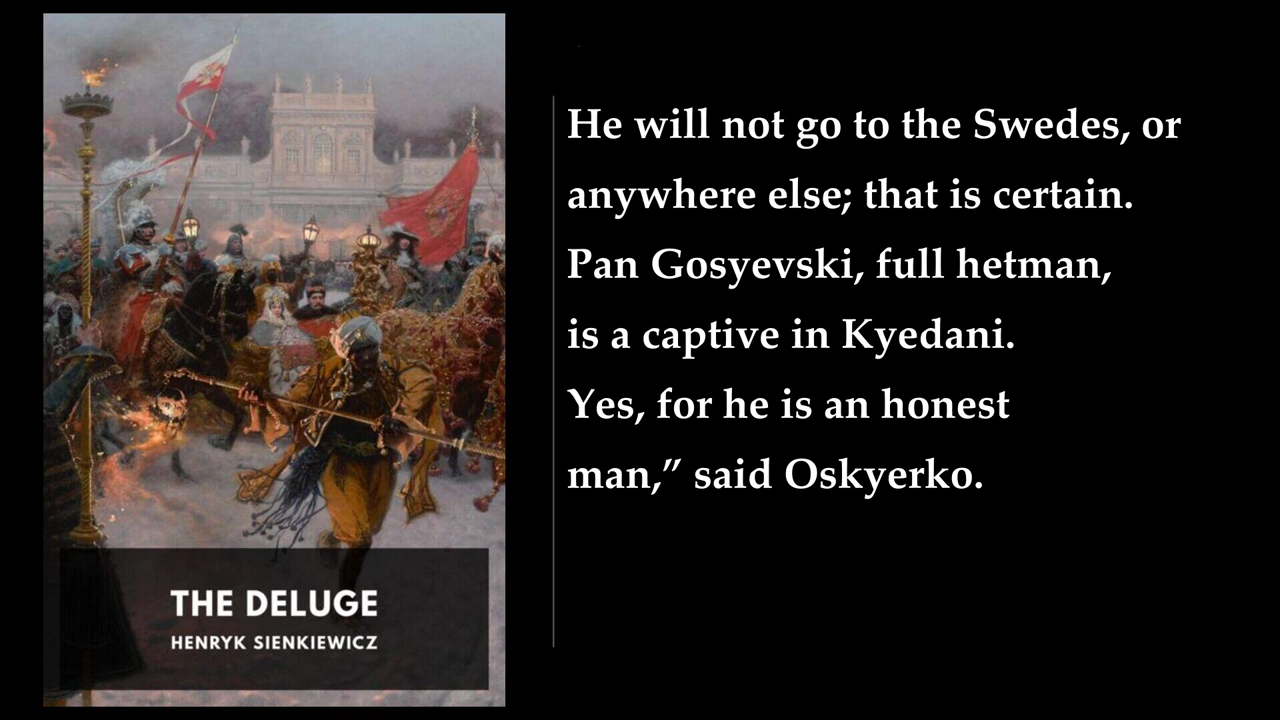 He will not go to the Swedes, or
anywhere else; that is certain.
Pan Gosyevski, full hetman,
is a captive in Kyedani.
Yes, for he is an honest
man,” said Oskyerko.
THE DELUGE
HENRYK SIENKIEWICZ